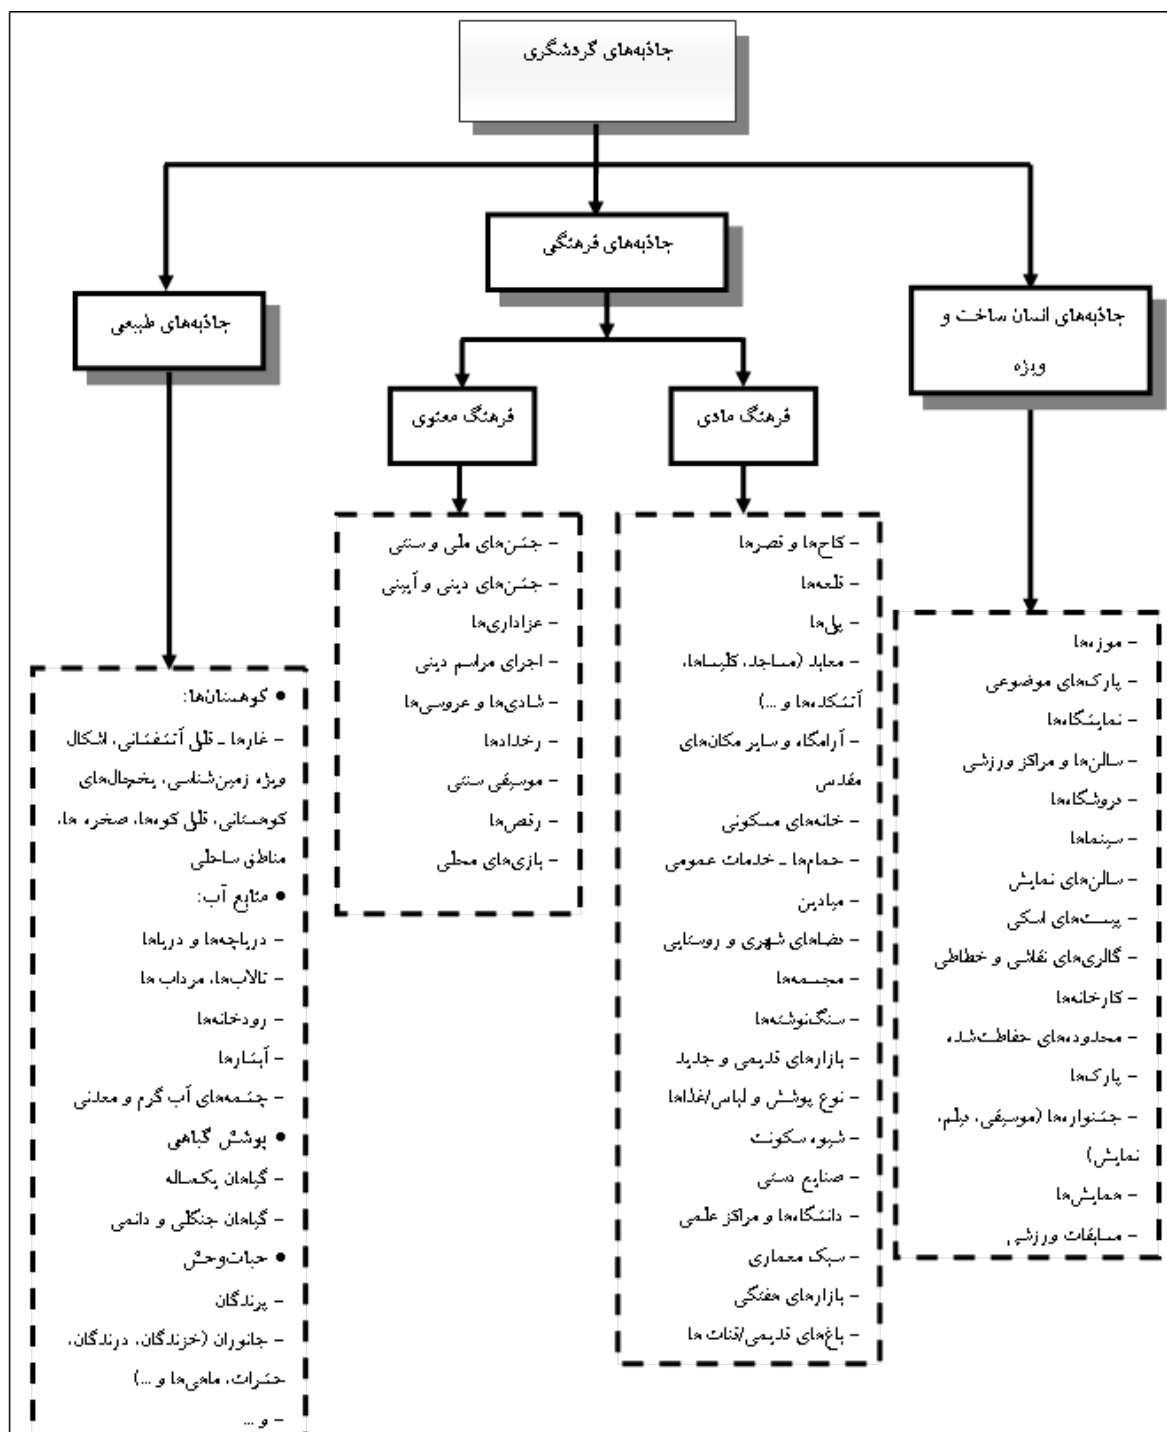 جاذبه‌های گردشگری
جاذبه‌های فرهنگی
جاذبه‌های انسان ساخت و
ویژه
جاذبه‌های طبیعی
فرهنگ مادی
فرهنگ معنوی
- موزه‌ها
- پارک‌های موضوعی
- نمایشگاه‌ها
- سالن‌ها و مراکز ورزشی
- فروشگاه‌ها
- سینماها
- سالن‌های نمایش
- پیست‌های اسکی
- گالری‌های نقاشی و خطاطی
- کارخانه‌ها
- محدوده‌های حفاظت‌شده
- پارک‌ها
- جشنواره‌ها (موسیقی، فیلم،
نمایش)
- همایش‌ها
- مسابقات ورزشی
- کاخ‌ها و قصرها
- قلعه‌ها
- پل‌ها
- معابد (مساجد، کلیساها،
آتشکده‌ها و ...)
- آرامگاه و سایر مکان‌های
مقدس
- خانه‌های مسکونی
- حمام‌ها - خدمات عمومی
- میادین
- فضاهای شهری و روستایی
- مجسمه‌ها
- سنگ‌نوشته‌ها
- بازارهای قدیمی و جدید
- نوع پوشش و لباس/غذاها
- شیوه سکونت
- صنایع دستی
- دانشگاه‌ها و مراکز علمی
- سبک معماری
- بازارهای هفتگی
- باغ‌های قدیمی/قنات ها
- جشن‌های ملی و سنتی
- جشن‌های دینی و آیینی
- عزاداری‌ها
- اجرای مراسم دینی
- شادی‌ها و عروسی‌ها
- رخدادها
- موسیقی سنتی
- رقص‌ها
- بازی‌های محلی
● کوهستان‌ها:
- غارها - قلل آتشفشانی، اشکال
ویژه زمین‌شناسی، یخچال‌های
کوهستانی، قلل کوه‌ها، صخره ها،
مناطق ساحلی
● منابع آب:
- دریاچه‌ها و دریاها
- تالاب‌ها، مرداب ها
- رودخانه‌ها
- آبشارها
- چشمه‌های آب گرم و معدنی
● پوشش گیاهی
- گیاهان یکساله
- گیاهان جنگلی و دائمی
● حیات‌وحش
- پرندگان
- جانوران (خزندگان، درندگان،
حشرات، ماهی‌ها و ...)
- و ...